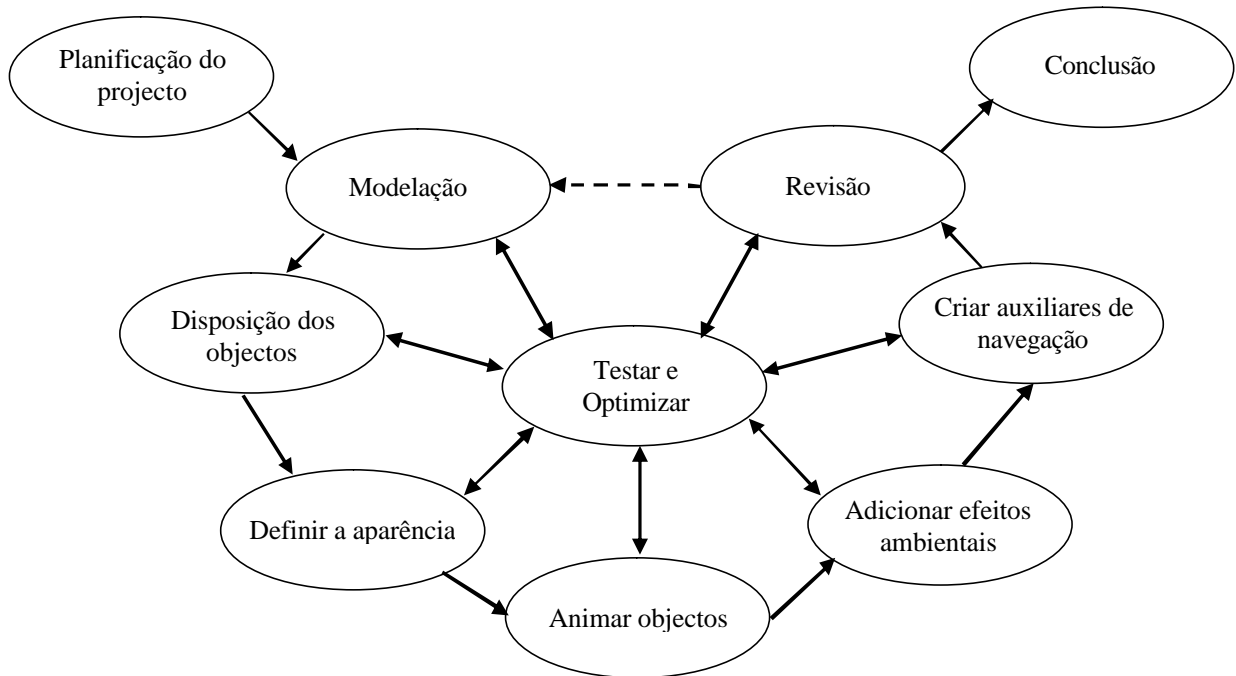 Planificação do
projecto
Conclusão
Modelação
Revisão
Disposição dos
objectos
Criar auxiliares de
navegação
Testar e
Optimizar
Definir a aparência
Adicionar efeitos
ambientais
Animar objectos